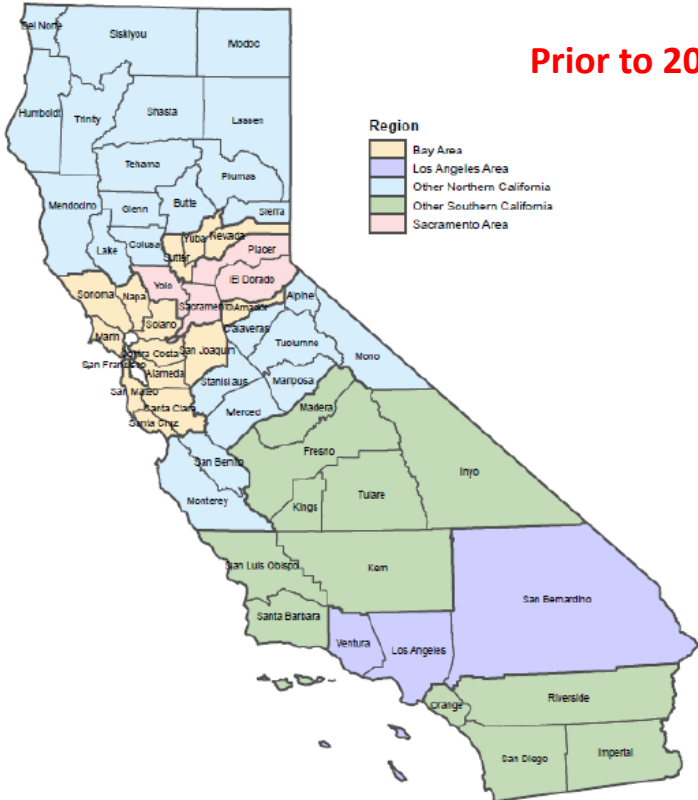 Prior to 20
Region
Bay Area
Los Angeles Area
Other Northern California
Other Southern California
Sacramento Area
Del Norte
Siskiyou
Modoc
Humboldt
Trinity
Shasta
Lassen
Tehama
Plumas
Mendocino
Glenn
Butte
Sierra
Lake
Colusa
Yuba
Nevada
Sutter
Placer
Yolo
El Dorado
Sonoma
Napa
Sacramento
Amador
Alpine
Solano
Marin
Calaveras
Contra Costa
San Joaquin
Tuolumne
Mono
San Francisco
Alameda
Stanislaus
Mariposa
San Mateo
Santa Clara
Merced
Madera
Santa Cruz
Fresno
San Benito
Inyo
Monterey
Kings
Tulare
San Luis Obispo
Kern
San Bernardino
Santa Barbara
Ventura
Los Angeles
Orange
Riverside
San Diego
Imperial